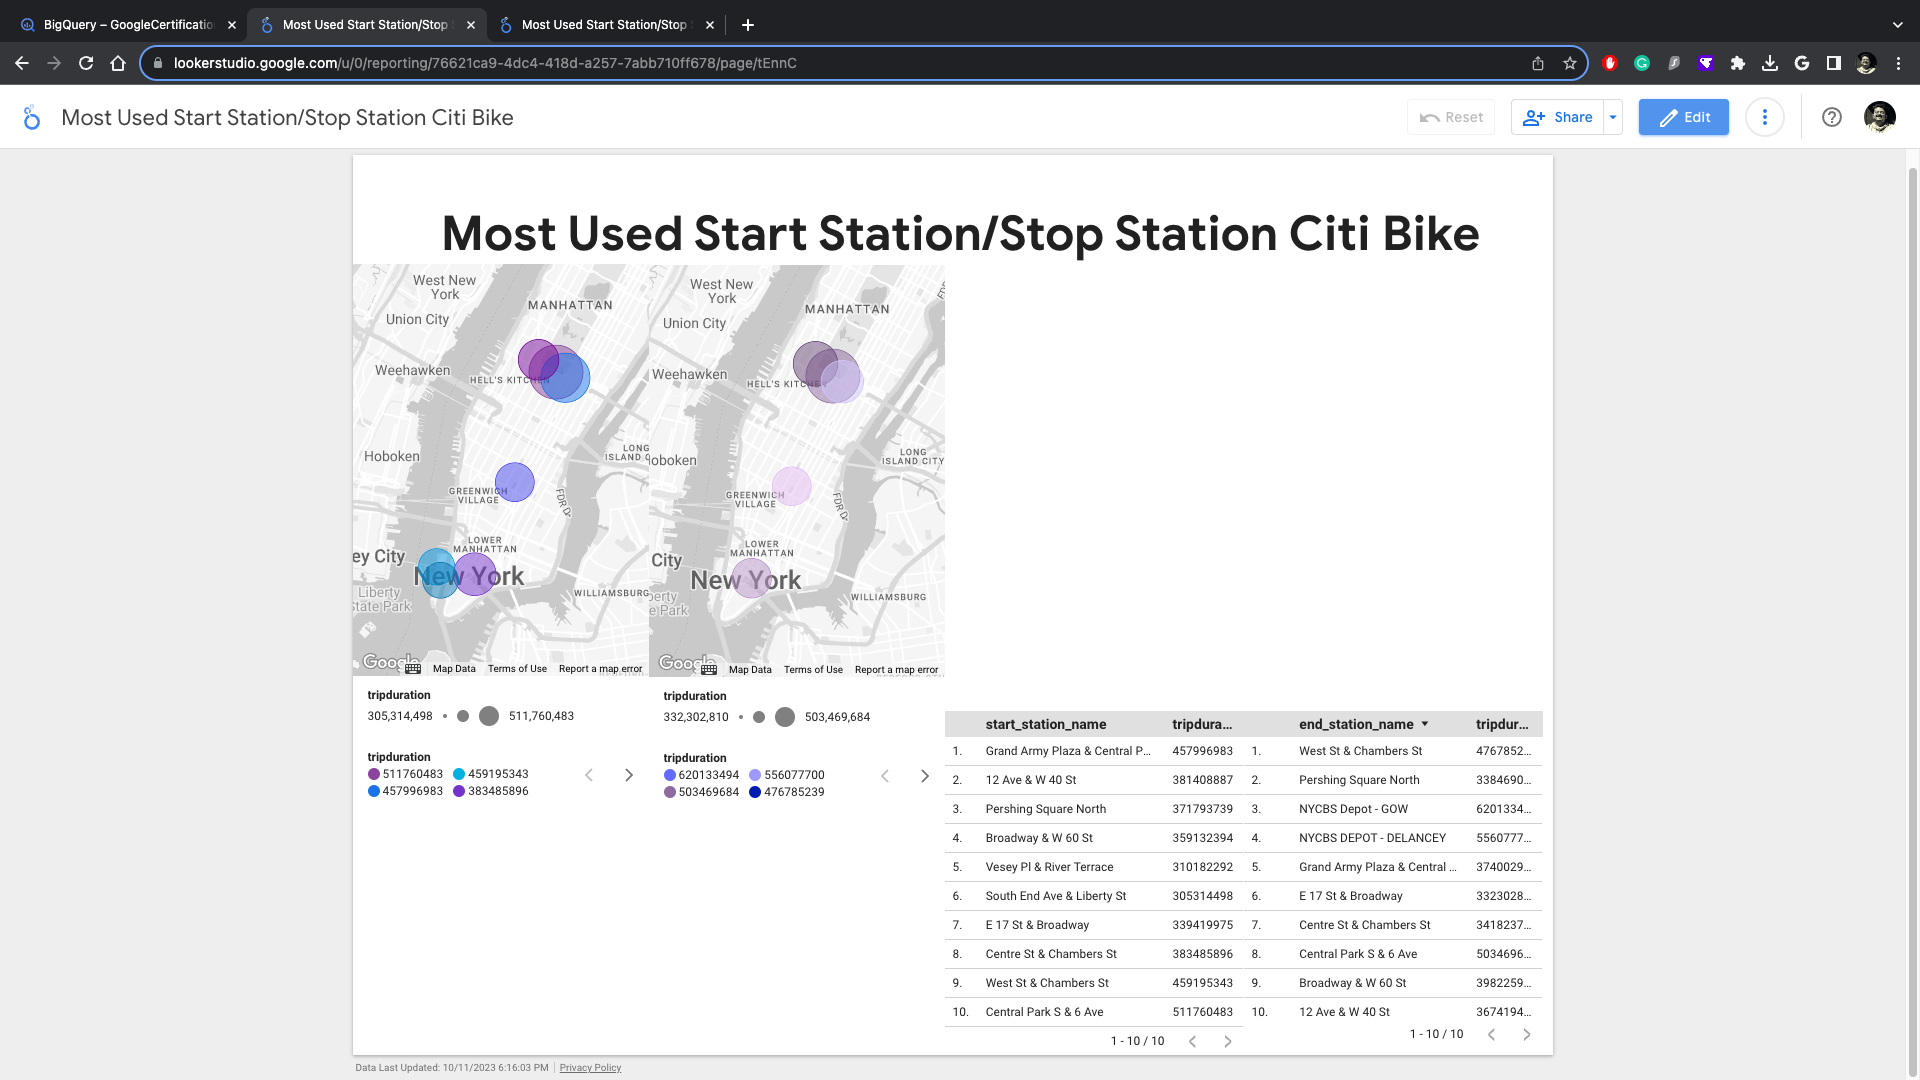 BigQuery – GoogleCertificatio
Most Used Start Station/Stop
Most Used Start Station/Stop
lookerstudio.google.com/u/0/reporting/76621ca9-4dc4-418d-a257-7abb710ff678/page/tEnnC
Most Used Start Station/Stop Station Citi Bike
Reset
Share
Edit
Most Used Start Station/Stop Station Citi Bike
West New
York
MANHATTAN
Union City
Weehawken
HELL'S KITCHEN
LONG
ISLAND C
Hoboken
GREENWICH
VILLAGE
FDR Dr
LOWER
MANHATTAN
ey City
New York
Liberty
State Park
WILLIAMSBURG
Google
Map Data
Terms of Use
Report a map error
West New
York
MANHATTAN
Union City
Weehawken
HELL'S KITCHEN
LONG
ISLAND CITY
oboken
GREENWICH
VILLAGE
FDR Dr
LOWER
MANHATTAN
City
New York
berty
e Park
WILLIAMSBURG
Google
Map Data
Terms of Use
Report a map error
tripduration
305,314,498 511,760,483
tripduration
511760483 459195343
457996983 383485896
tripduration
332,302,810 503,469,684
tripduration
620133494 556077700
503469684 476785239
start_station_name tripdura...
1. Grand Army Plaza & Central P... 457996983
2. 12 Ave & W 40 St 381408887
3. Pershing Square North 371793739
4. Broadway & W 60 St 359132394
5. Vesey Pl & River Terrace 310182292
6. South End Ave & Liberty St 305314498
7. E 17 St & Broadway 339419975
8. Centre St & Chambers St 383485896
9. West St & Chambers St 459195343
10. Central Park S & 6 Ave 511760483
1 - 10 / 10
end_station_name tripdur...
1. West St & Chambers St 4767852...
2. Pershing Square North 3384690...
3. NYCBS Depot - GOW 6201334...
4. NYCBS DEPOT - DELANCEY 5560777...
5. Grand Army Plaza & Central ... 3740029...
6. E 17 St & Broadway 3323028...
7. Centre St & Chambers St 3418237...
8. Central Park S & 6 Ave 5034696...
9. Broadway & W 60 St 3982259...
10. 12 Ave & W 40 St 3674194...
1 - 10 / 10
Data Last Updated: 10/11/2023 6:16:03 PM
Privacy Policy